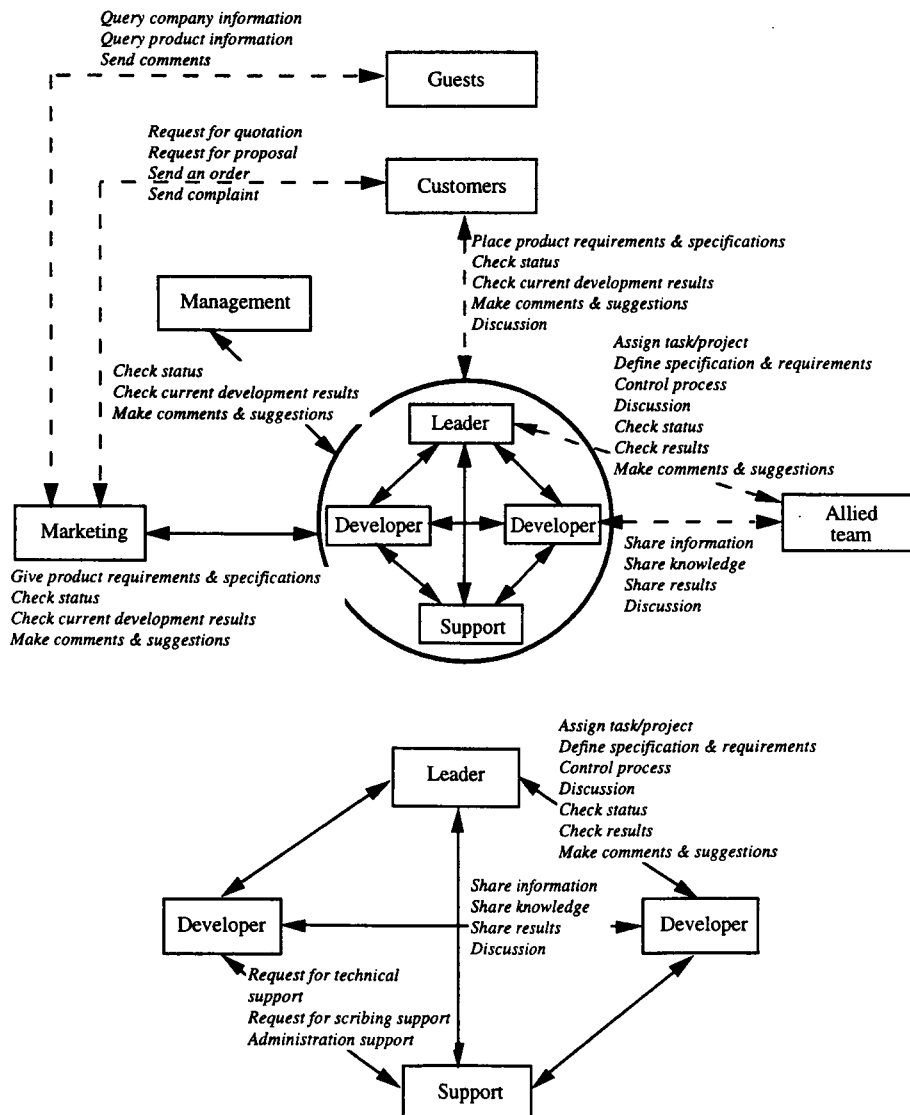 Query company information
Query product information
Send comments
Guests
Request for quotation
Request for proposal
Send an order
Send complaint
Customers
Place product requirements & specifications
Check status
Check current development results
Make comments & suggestions
Discussion
Management
Check status
Check current development results
Make comments & suggestions
Assign task/project
Define specification & requirements
Control process
Discussion
Check status
Check results
Make comments & suggestions
Leader
Marketing
Developer
Developer
Allied
team
Share information
Share knowledge
Share results
Discussion
Give product requirements & specifications
Check status
Check current development results
Make comments & suggestions
Support
Assign task/project
Define specification & requirements
Control process
Discussion
Check status
Check results
Make comments & suggestions
Leader
Share information
Share knowledge
Share results
Discussion
Developer
Developer
Request for technical
support
Request for scribing support
Administration support
Support